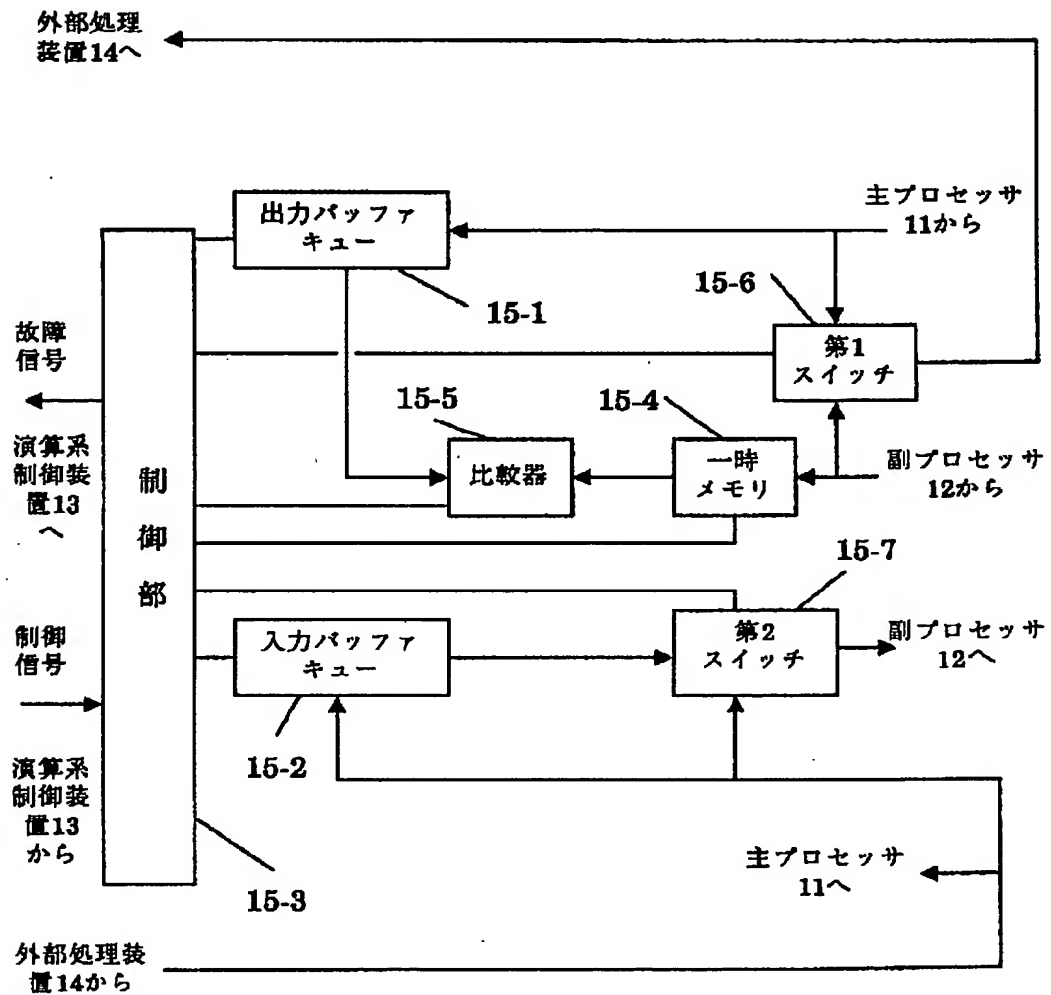 外部処理
装置14へ
出力バッファ
キュー
主プロセッサ
11から
15-6
15-1
故障
信号
第1
スイッチ
15-5
15-4
演算系
制御装
置13
へ
制
御
部
比較器
一時
メモリ
副プロセッサ
12から
15-7
制御
信号
入力バッファ
キュー
第2
スイッチ
副プロセッサ
12へ
15-2
演算系
制御装
置13
から
主プロセッサ
11へ
15-3
外部処理装
置14から